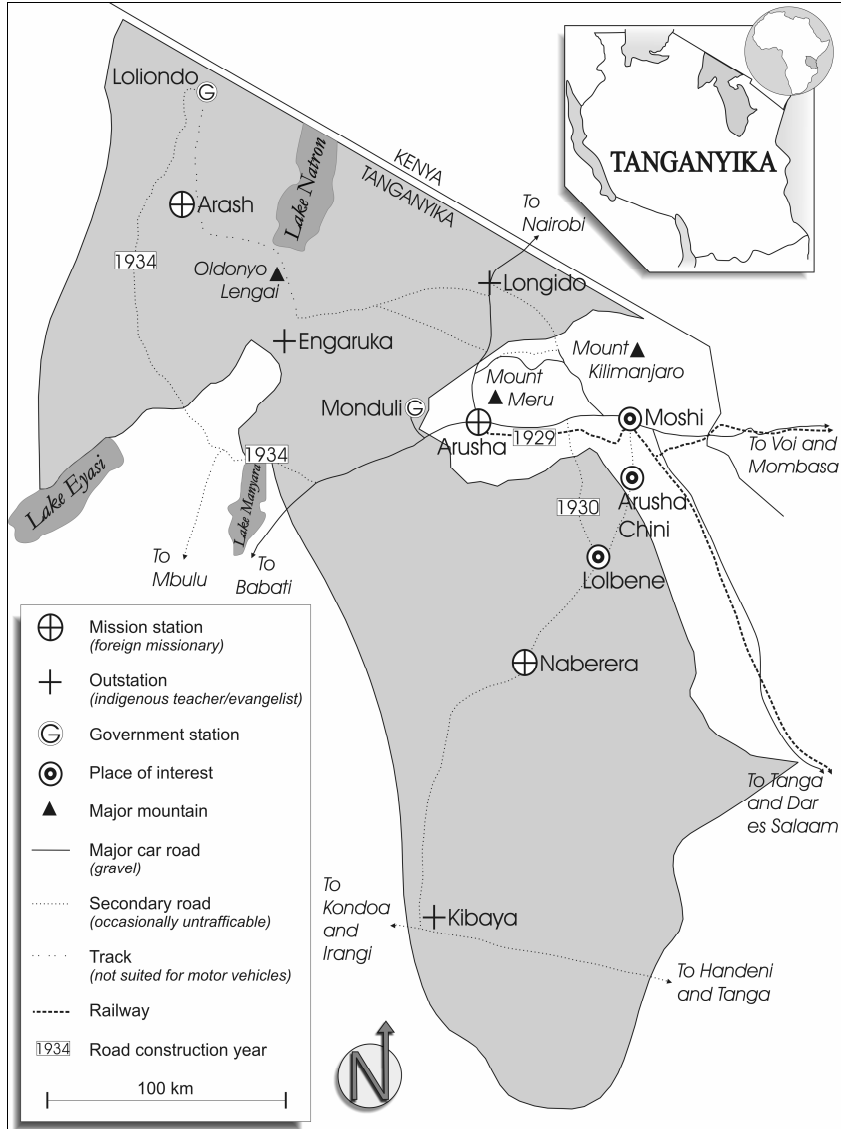 Loliondo
G
Lake Natron
KENYA
TANGANYIKA
TANGANYIKA
To
Nairobi
Arash
1934
Oldonyo
Lengai
Longido
Engaruka
Mount
Kilimanjaro
Mount
Meru
Monduli
G
Moshi
Arusha
1929
To Voi and
Mombasa
1934
Lake Eyasi
Lake Manyara
Arusha
Chini
1930
To
Mbulu
To
Babati
Lolbene
Naberera
Mission station
(foreign missionary)
Outstation
(indigenous teacher/evangelist)
G
Government station
Place of interest
Major mountain
Major car road
(gravel)
Secondary road
(occasionally untrafficable)
Track
(not suited for motor vehicles)
Railway
1934
Road construction year
100 km
To Tanga
and Dar
es Salaam
To
Kondoa
and
Irangi
Kibaya
To Handeni
and Tanga
N